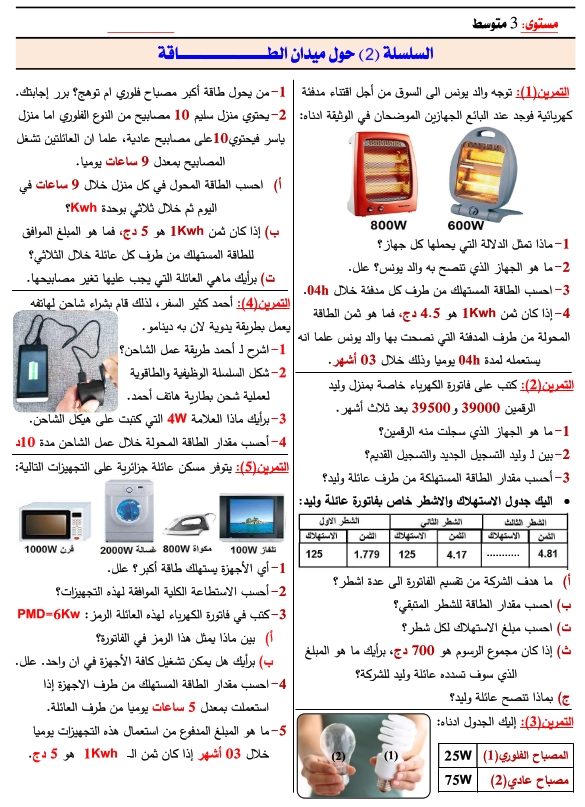 مستوى: 3 متوسط
السلسلة (2) حول ميدان الطـــــاقة
التمرين(1): توجه والد يونس الى السوق من أجل اقتناء مدفئة
كهربائية فوجد عند البائع الجهازين الموضحان في الوثيقة ادناه:
800W
600W
1-ماذا تمثل الدلالة التي يحملها كل جهاز؟
2- ما هو الجهاز الذي تتصح به والد يونس؟ علل.
3- احسب الطاقة المستهلك من طرف كل مدفئة خلال 04h.
4- إذا كان ثمن 1Kwh هو 4.5 دج، فما هو ثمن الطاقة
المحولة من طرف المدفئة التي نصحت بها والد يونس علما انه
يستعمله لمدة 04h يوميا وذلك خلال 03 أشهر.
التمرين(2): كتب على فاتورة الكهرباء خاصة بمنزل وليد
الرقمين 39000 و 39500 بعد ثلاث أشهر.
1- ما هو الجهاز الذي سجلت منه الرقمين؟
2- بين لـ وليد التسجيل الجديد والتسجيل القديم؟
3- أحسب مقدار الطاقة المستهلكة من طرف عائلة وليد؟
• اليك جدول الاستهلاك والاشطر خاص بفاتورة عائلة وليد:
الشطر الثالث الشطر الثاني الشطر الاول
الثمن الاستهلاك الثمن الاستهلاك الثمن الاستهلاك
4.81 ........... 4.17 125 1.779 125
أ) ما هدف الشركة من تقسيم الفاتورة الى عدة اشطر؟
ب) احسب مقدار الطاقة للشطر المتبقي؟
ت) احسب مبلغ الاستهلاك لكل شطر؟
ث) إذا كان مجموع الرسوم هو 700 دج، برأيك ما هو المبلغ
الذي سوف تسدده عائلة وليد للشركة؟
ج) بماذا تتصح عائلة وليد؟
التمرين(3): إليك الجدول ادناه:
المصباح الفلوري(1) 25W
مصباح عادي(2) 75W
(1)
(2)
1- من يحول طاقة أكبر مصباح فلوري ام توهج؟ برر إجابتك.
2- يحتوي منزل سليم 10 مصابيح من النوع الفلوري اما منزل
ياسر فيحتوي10على مصابيح عادية، علما ان العائلتين تشغل
المصابيح بمعدل 9 ساعات يوميا.
أ) احسب الطاقة المحول في كل منزل خلال 9 ساعات في
اليوم ثم خلال ثلاثي بوحدة Kwh؟
ب) إذا كان ثمن 1Kwh هو 5 دج، فما هو المبلغ الموافق
للطاقة المستهلك من طرف كل عائلة خلال الثلاثي؟
ت) برأيك ماهي العائلة التي يجب عليها تغير مصابيحها.
التمرين(4): أحمد كثير السفر، لذلك قام بشراء شاحن لهاتفه
يعمل بطريقة يدوية لان به دينامو.
1- اشرح لـ أحمد طريقة عمل الشاحن؟
2- شكل السلسلة الوظيفية والطاقوية
لعملية شحن بطارية هاتف أحمد.
3- برأيك ماذا العلامة 4W التي كتبت على هيكل الشاحن.
4- أحسب مقدار الطاقة المحولة خلال عمل الشاحن مدة 10د
التمرين(5): يتوفر مسكن عائلة جزائرية على التجهيزات التالية:
تلفاز 100W
مكواة 800W
غسالة 2000W
فرن 1000W
1- أي الأجهزة يستهلك طاقة أكبر؟ علل.
2- أحسب الاستطاعة الكلية الموافقة لهذه التجهيزات؟
3- كتب في فاتورة الكهرباء لهذه العائلة الرمز: PMD=6Kw
أ) بين ماذا يمثل هذا الرمز في الفاتورة؟
ب) برأيك هل يمكن تشغيل كافة الأجهزة في ان واحد. علل.
4- احسب مقدار الطاقة المستهلك من طرف الاجهزة إذا
استعملت بمعدل 5 ساعات يوميا من طرف العائلة.
5- ما هو المبلغ المدفوع من استعمال هذه التجهيزات يوميا
خلال 03 أشهر إذا كان ثمن الـ 1Kwh هو 5 دج.